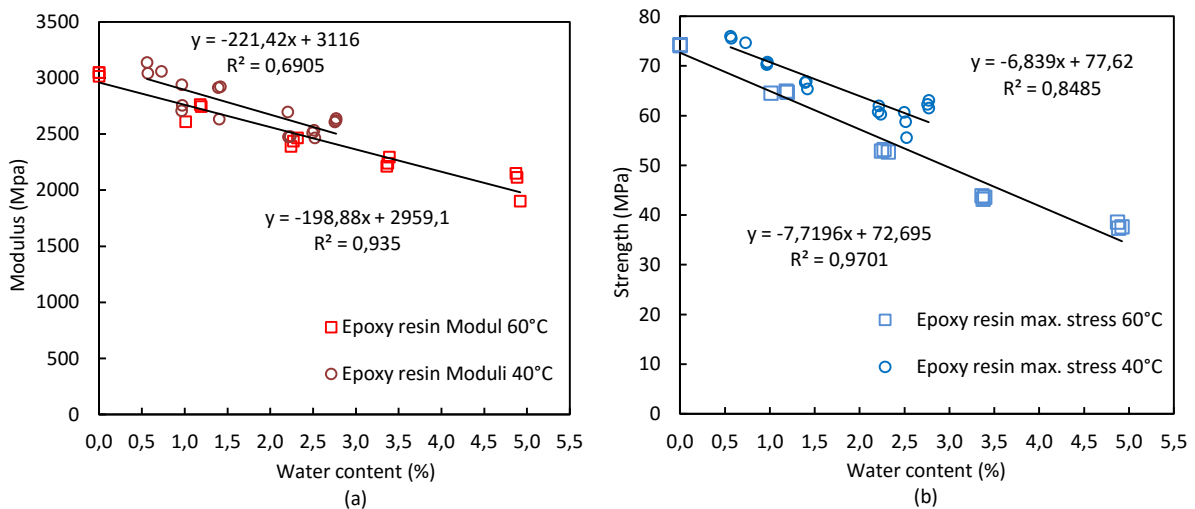 3500
3000
2500
2000
1500
1000
500
0
Modulus (Mpa)
y = -221,42x + 3116
R² = 0,6905
y = -198,88x + 2959,1
R² = 0,935
Epoxy resin Modul 60°C
Epoxy resin Moduli 40°C
0,0 0,5 1,0 1,5 2,0 2,5 3,0 3,5 4,0 4,5 5,0 5,5
Water content (%)
(a)
80
70
60
50
40
30
20
10
0
Strength (MPa)
y = -6,839x + 77,62
R² = 0,8485
y = -7,7196x + 72,695
R² = 0,9701
Epoxy resin max. stress 60°C
Epoxy resin max. stress 40°C
0,0 0,5 1,0 1,5 2,0 2,5 3,0 3,5 4,0 4,5 5,0 5,5
Water content (%)
(b)